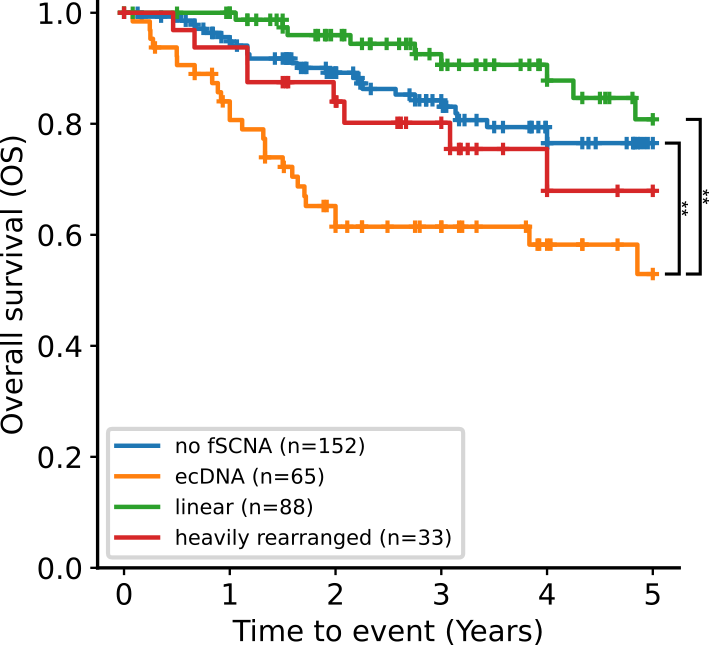 Overall survival (OS)
1.0
0.8
0.6
0.4
0.2
0.0
0 1 2 3 4 5
Time to event (Years)
no fSCNA (n=152)
ecDNA (n=65)
linear (n=88)
heavily rearranged (n=33)
**
**